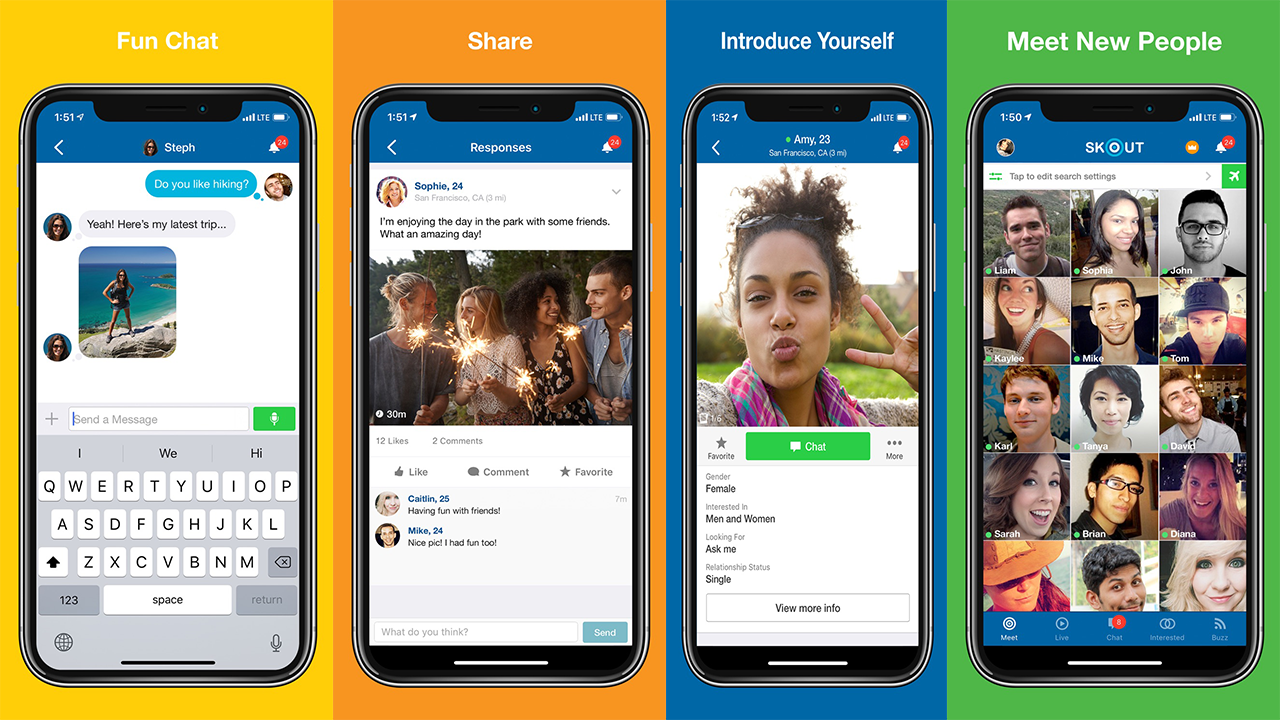 Fun Chat
1:51
LTE
Steph
24
Do you like hiking?
Yeah! Here's my latest trip...
Send a Message
I We Hi
Q W E R T Y U I O P
A S D F G H J K L
Z X C V B N M
123 space return
Share
1:51
LTE
Responses
24
Sophie, 24
San Francisco, CA (3 mi)
I'm enjoying the day in the park with some friends.
What an amazing day!
30m
12 Likes 2 Comments
Like Comment Favorite
Caitlin, 25 7m
Having fun with friends!
Mike, 24
Nice pic! I had fun too!
What do you think? Send
Introduce Yourself
1:52
LTE
Amy, 23
San Francisco, CA (3 mi)
24
1/6
Favorite Chat More
Gender
Female
Interested In
Men and Women
Looking For
Ask me
Relationship Status
Single
View more info
Meet New People
1:50
LTE
SKOUT
24
Tap to edit search settings
Liam Sophia John
Kaylee Mike Tom
Karl Tanya David
Sarah Brian Diana
8
Meet Live Chat Interested Buzz